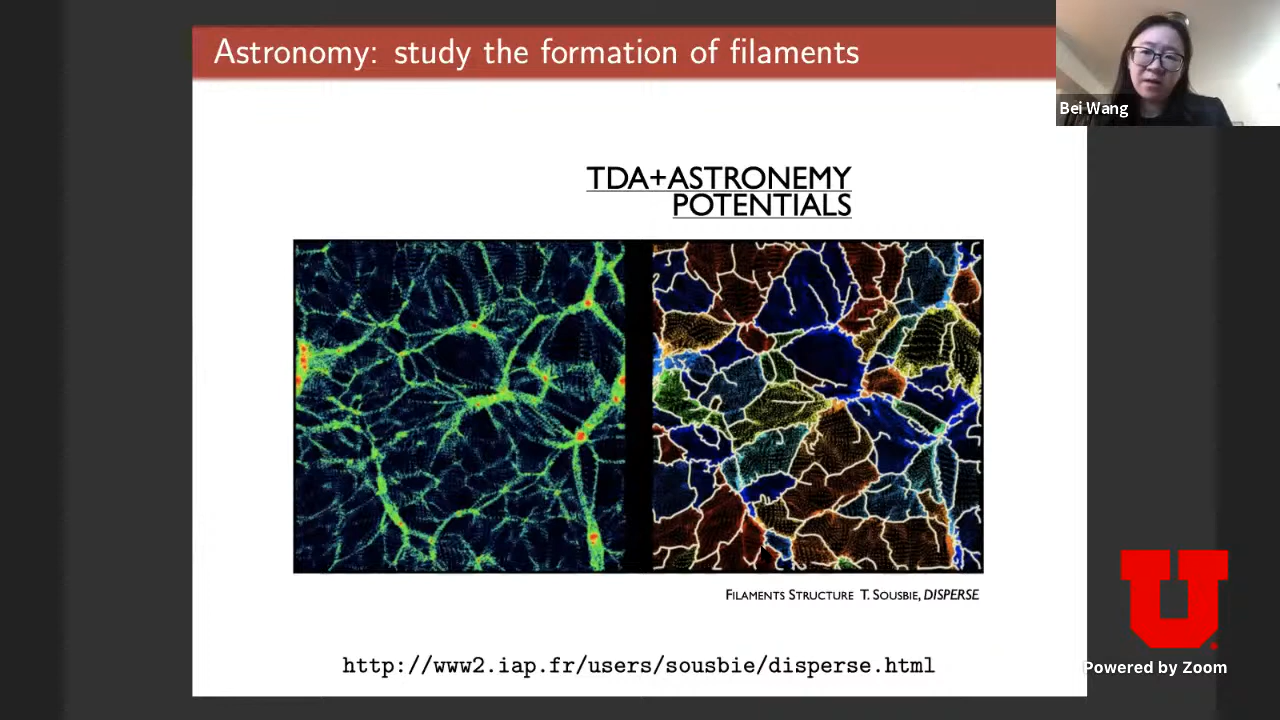 Astronomy: study the formation of filaments
Bei Wang
TDA+ASTRONEMY
POTENTIALS
FILAMENTS STRUCTURE T. SOUSBIE, DISPERSE
http://www2.iap.fr/users/sousbie/disperse.html
U
Powered by Zoom